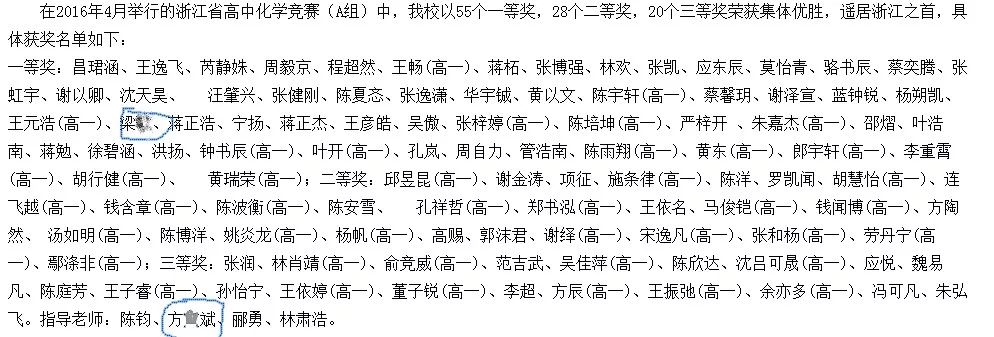 在2016年4月举行的浙江省高中化学竞赛（A组）中，我校以55个一等奖，28个二等奖，20个三等奖荣获集体优胜，遥居浙江之首，具
体获奖名单如下：
一等奖：昌珺涵、王逸飞、芮静姝、周毅京、程超然、王畅(高一)、蒋柘、张博强、林欢、张凯、应东辰、莫怡青、骆书辰、蔡奕腾、张
虹宇、谢以卿、沈天昊、 汪肇兴、张健刚、陈夏忞、张逸潇、华宇铖、黄以文、陈宇轩(高一)、蔡馨玥、谢泽宣、蓝钟锐、杨朔凯、
王元浩(高一)、梁 、蒋正浩、宁扬、蒋正杰、王彦皓、吴傲、张梓婷(高一)、陈培坤(高一)、严梓开 、朱嘉杰(高一)、邵熠、叶浩
南、蒋勉、徐碧涵、洪扬、钟书辰(高一)、叶开(高一)、孔岚、周自力、管浩南、陈雨翔(高一)、黄东(高一)、郎宇轩(高一)、李重霄
(高一)、胡行健(高一)、 黄瑞荣(高一)；二等奖：邱昱昆(高一)、谢金涛、项征、施条律(高一)、陈洋、罗凯闻、胡慧怡(高一)、连
飞越(高一)、钱含章(高一)、陈波衡(高一)、陈安雪、 孔祥哲(高一)、郑书泓(高一)、王依名、马俊铠(高一)、钱闻博(高一)、方陶
然、 汤如明(高一)、陈博洋、姚炎龙(高一)、杨帆(高一)、高赐、郭沫君、谢绎(高一)、宋逸凡(高一)、张和杨(高一)、劳丹宁(高
一)、鄢涤非(高一)；三等奖：张润、林肖靖(高一)、俞竞威(高一)、范吉武、吴佳萍(高一)、陈欣达、沈吕可晟(高一)、应悦、魏易
凡、陈庭芳、王子睿(高一)、孙怡宁、王依婷(高一)、董子锐(高一)、李超、方辰(高一)、王振弛(高一)、余亦多(高一)、冯可凡、朱弘
飞。指导老师：陈钧、方 斌、郦勇、林肃浩。